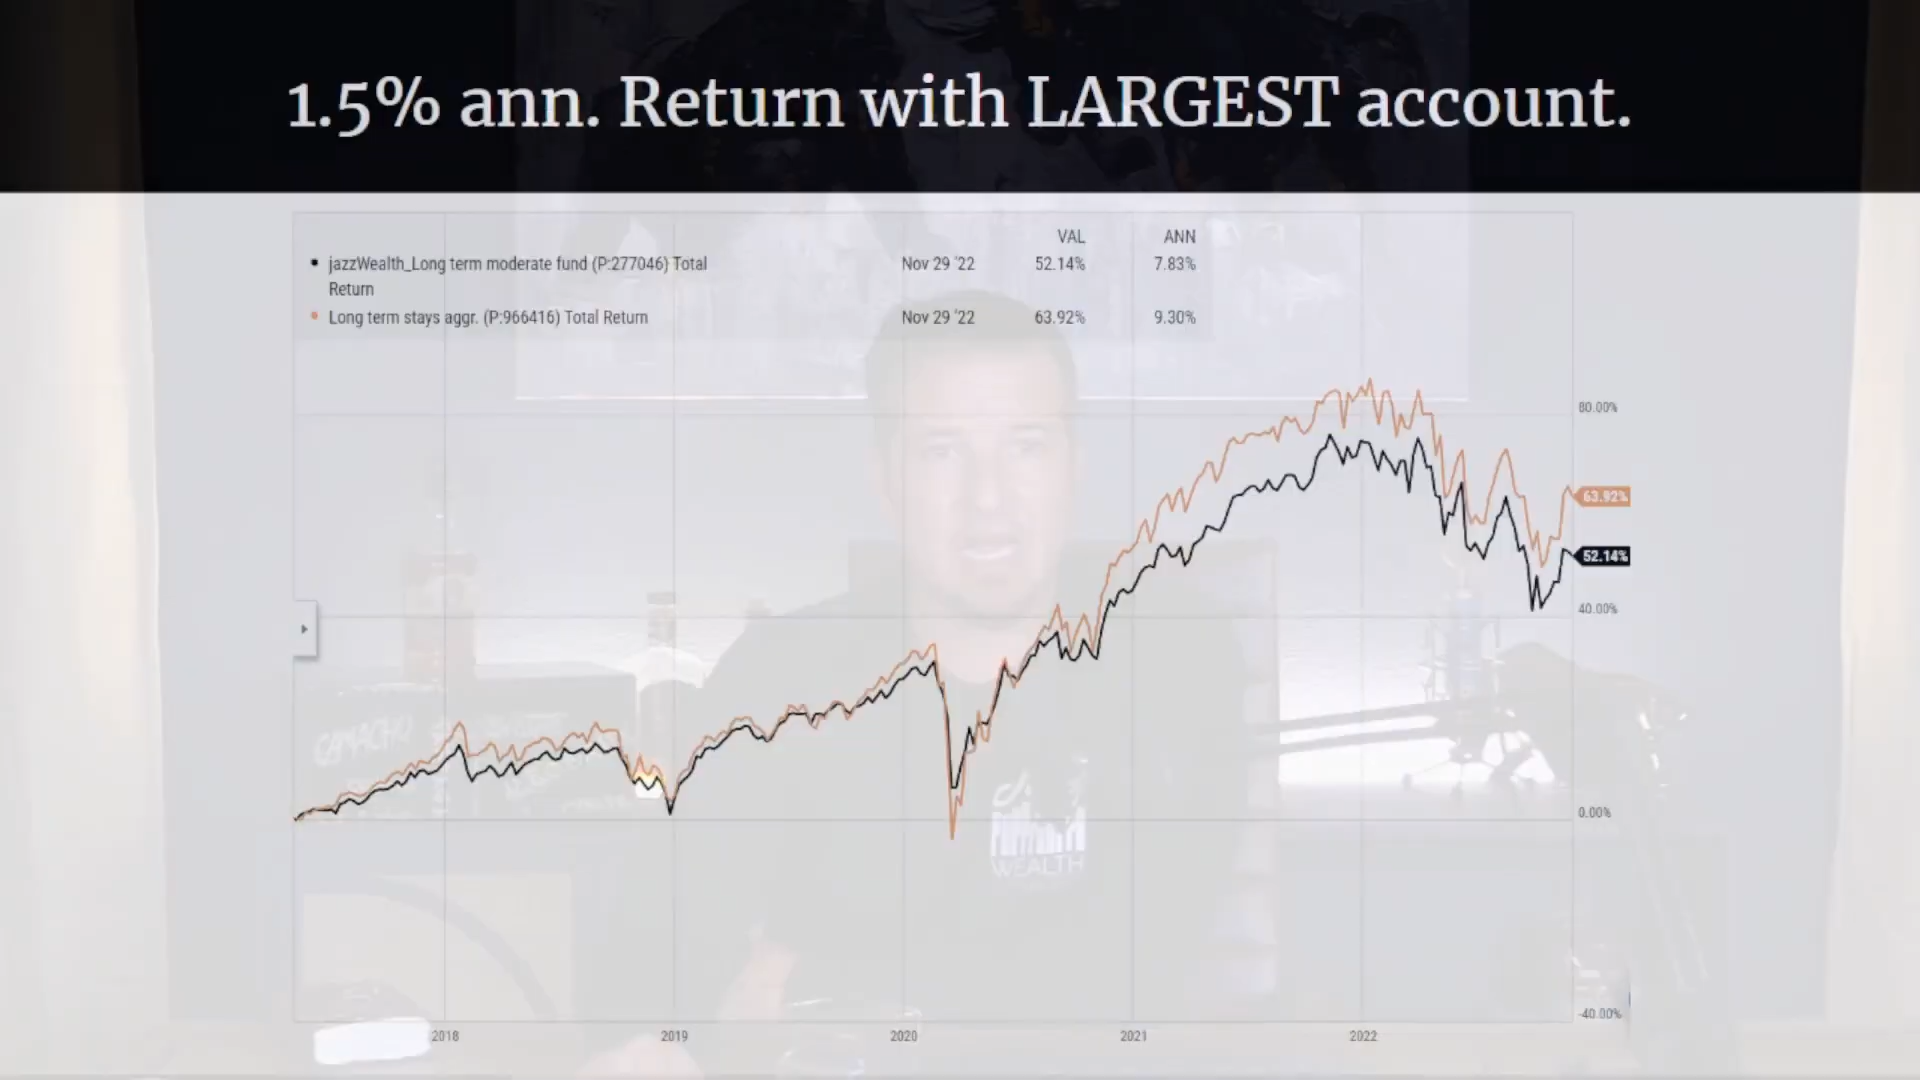 1.5% ann. Return with LARGEST account.
VAL ANN
jazzWealth_Long term moderate fund (P:277046) Total Nov 29 '22 52.14% 7.83%
Return
Long term stays aggr. (P:966416) Total Return Nov 29 '22 63.92% 9.30%
80.00%
63.92%
52.14%
40.00%
CAMACHO
0.00%
WEALTH
-40.00%
2018 2019 2020 2021 2022